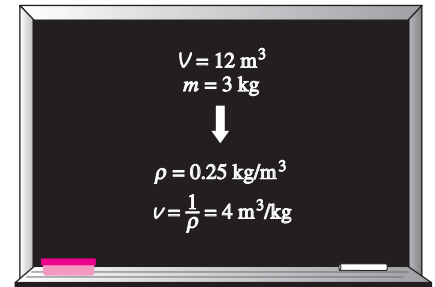 V = 12 m³
m = 3 kg
↓
ρ = 0.25 kg/m³
v = 1/ρ = 4 m³/kg